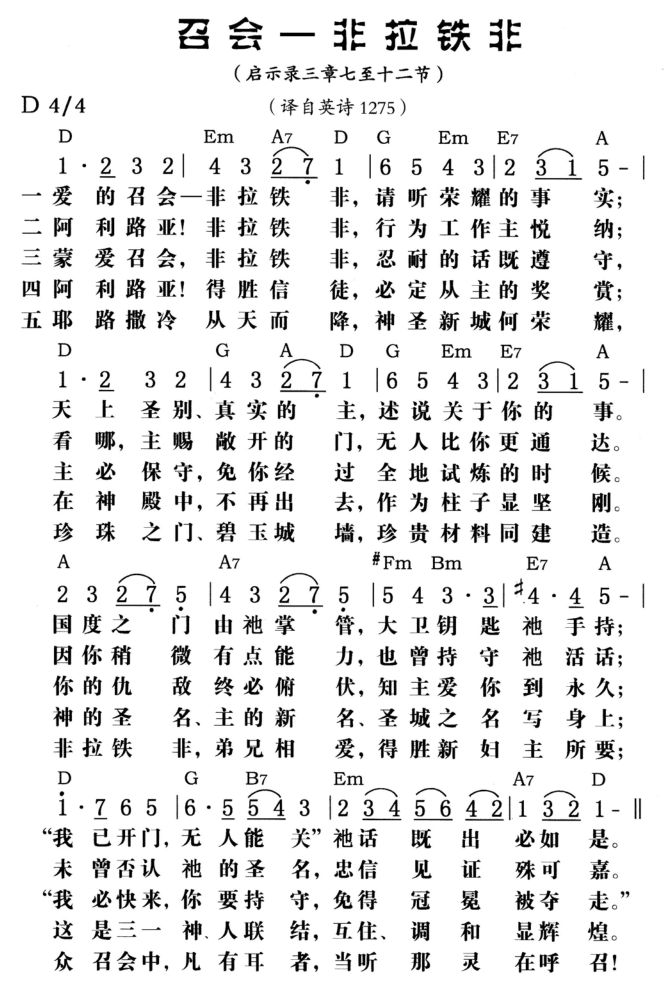 召会—非拉铁非
(启示录三章七至十二节)
D 4/4
(译自英诗 1275)
D Em A7 D G Em E7 A
1 · 2 3 2 | 4 3 2 7 1 | 6 5 4 3 | 2 3 1 5 – |
一 爱 的 召 会—非 拉 铁 非, 请 听 荣 耀 的 事 实;
二 阿 利 路 亚! 非 拉 铁 非, 行 为 工 作 主 悦 纳;
三 蒙 爱 召 会, 非 拉 铁 非, 忍 耐 的 话 既 遵 守,
四 阿 利 路 亚! 得 胜 信 徒, 必 定 从 主 的 奖 赏;
五 耶 路 撒 冷 从 天 而 降, 神 圣 新 城 何 荣 耀,
D G A D G Em E7 A
1 · 2 3 2 | 4 3 2 7 1 | 6 5 4 3 | 2 3 1 5 – |
天 上 圣 别、真 实 的 主, 述 说 关 于 你 的 事。
看 哪, 主 赐 敞 开 的 门, 无 人 比 你 更 通 达。
主 必 保 守, 免 你 经 过 全 地 试 炼 的 时 候。
在 神 殿 中, 不 再 出 去, 作 为 柱 子 显 坚 刚。
珍 珠 之 门、碧 玉 城 墙, 珍 贵 材 料 同 建 造。
A A7 #Fm Bm E7 A
2 3 2 7 5 | 4 3 2 7 5 | 5 4 3 · 3 | #4 · 4 5 – |
国 度 之 门 由 祂 掌 管, 大 卫 钥 匙 祂 手 持;
因 你 稍 微 有 点 能 力, 也 曾 持 守 祂 活 话;
你 的 仇 敌 终 必 俯 伏, 知 主 爱 你 到 永 久;
神 的 圣 名、主 的 新 名、圣 城 之 名 写 身 上;
非 拉 铁 非, 弟 兄 相 爱, 得 胜 新 妇 主 所 要;
D G B7 Em A7 D
1 · 7 6 5 | 6 · 5 5 4 3 | 2 3 4 5 6 4 2 | 1 3 2 1 – ‖
“我 已 开 门, 无 人 能 关” 祂 话 既 出 必 如 是。
未 曾 否 认 祂 的 圣 名, 忠 信 见 证 殊 可 嘉。
“我 必 快 来, 你 要 持 守, 免 得 冠 冕 被 夺 走。”
这 是 三 一 神、人 联 结, 互 住、调 和 显 辉 煌。
众 召 会 中, 凡 有 耳 者, 当 听 那 灵 在 呼 召!